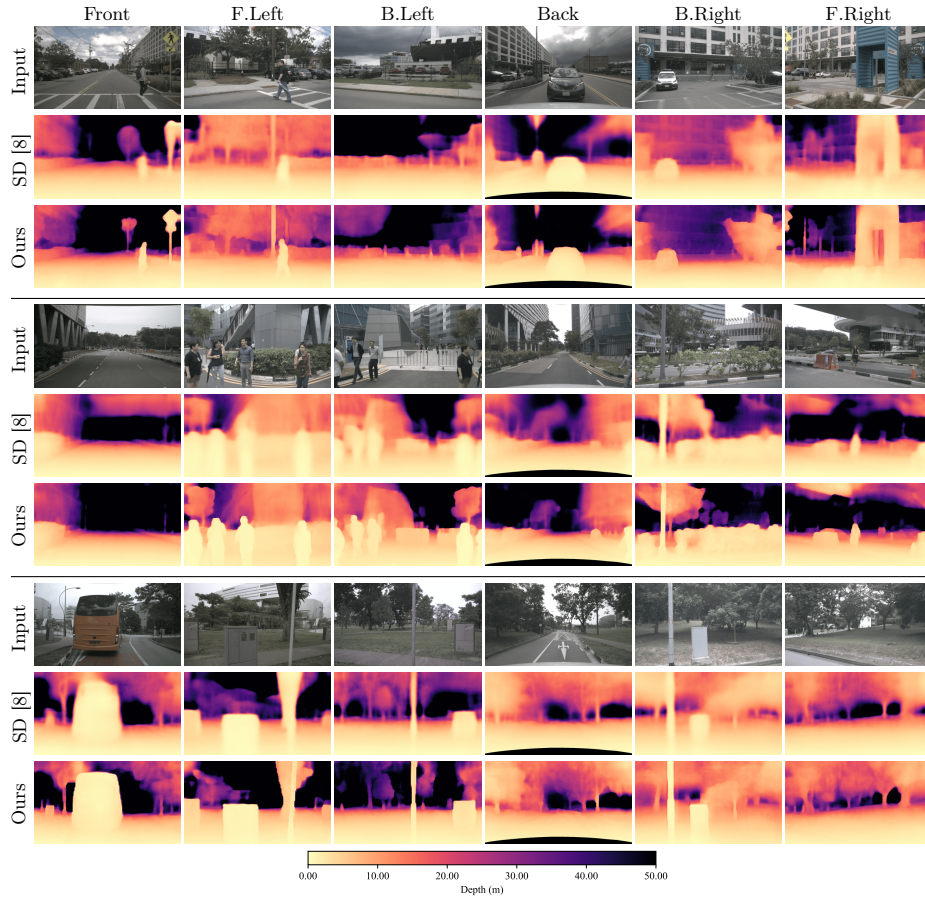 Front F.Left B.Left Back B.Right F.Right
Input
SD [8]
Ours
Input
SD [8]
Ours
Input
SD [8]
Ours
0.00 10.00 20.00 30.00 40.00 50.00
Depth (m)